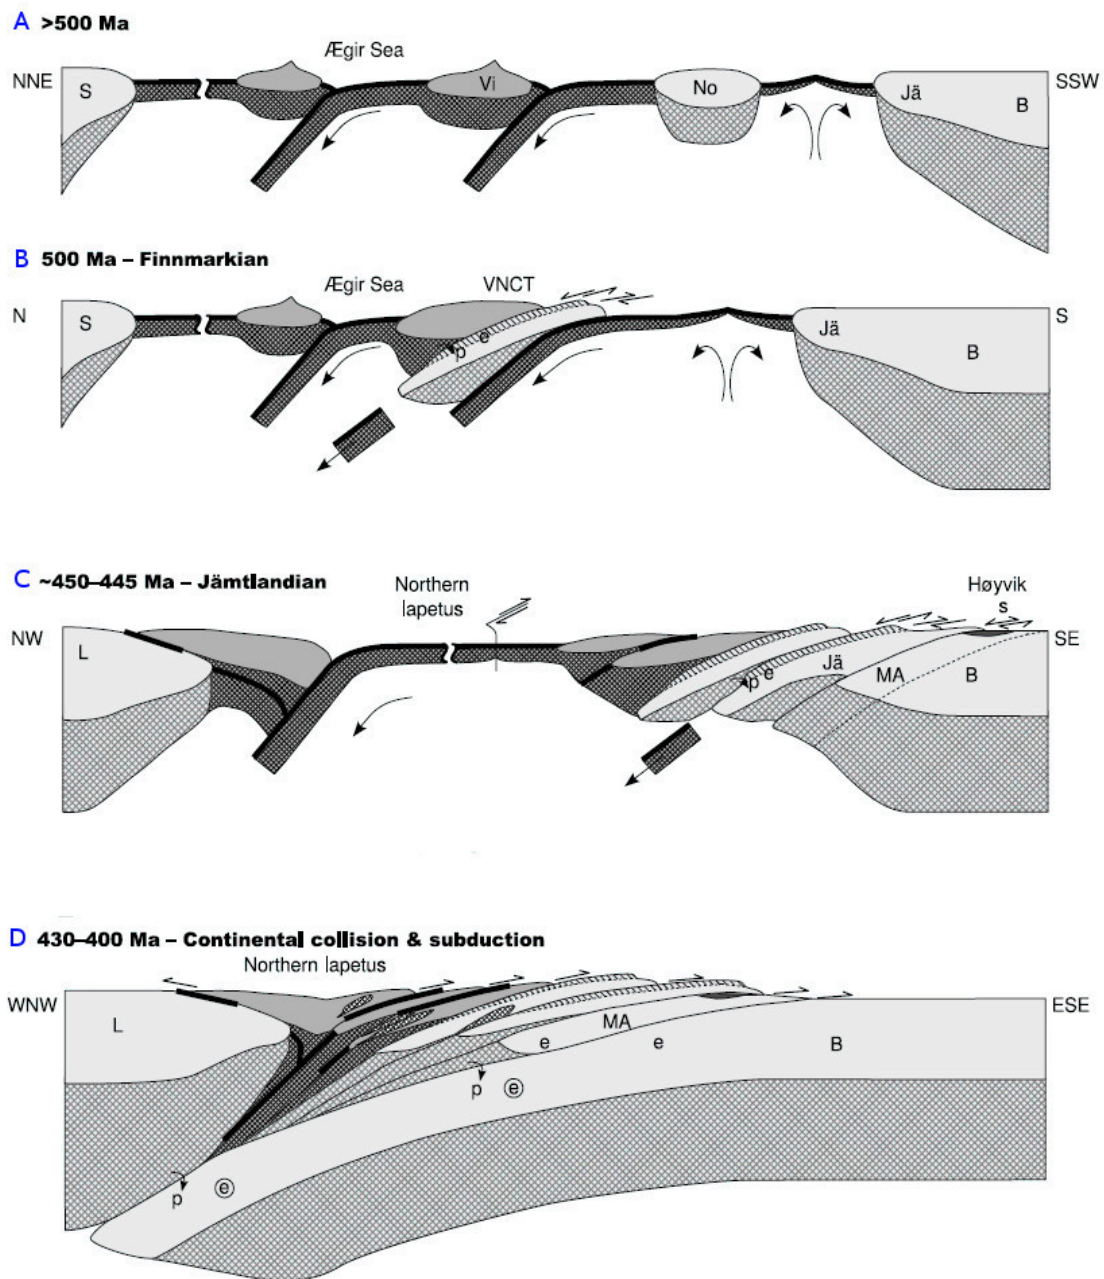 A >500 Ma
Ægir Sea
NNE
S
Vi
No
Jä
B
SSW
B 500 Ma – Finnmarkian
Ægir Sea
VNCT
N
S
p e
Jä
B
S
C ~450–445 Ma – Jämtlandian
Northern
Iapetus
Høyvik
s
NW
L
p e
Jä
MA
B
SE
D 430–400 Ma – Continental collision & subduction
Northern Iapetus
WNW
L
MA
e
e
B
ESE
p
e
p
e